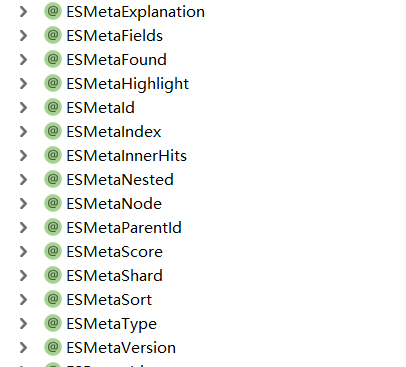 @ ESMetaExplanation
@ ESMetaFields
@ ESMetaFound
@ ESMetaHighlight
@ ESMetaId
@ ESMetaIndex
@ ESMetaInnerHits
@ ESMetaNested
@ ESMetaNode
@ ESMetaParentId
@ ESMetaScore
@ ESMetaShard
@ ESMetaSort
@ ESMetaType
@ ESMetaVersion